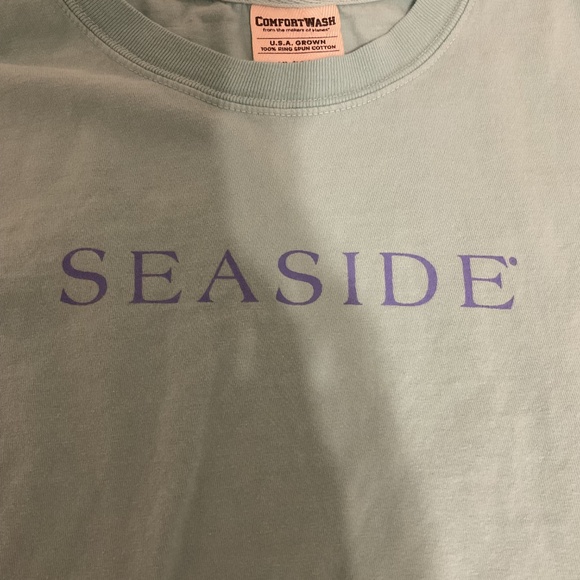 COMFORTWASH
from the makers of Hanes®
U.S.A. GROWN
100% RING SPUN COTTON
SEASIDE®